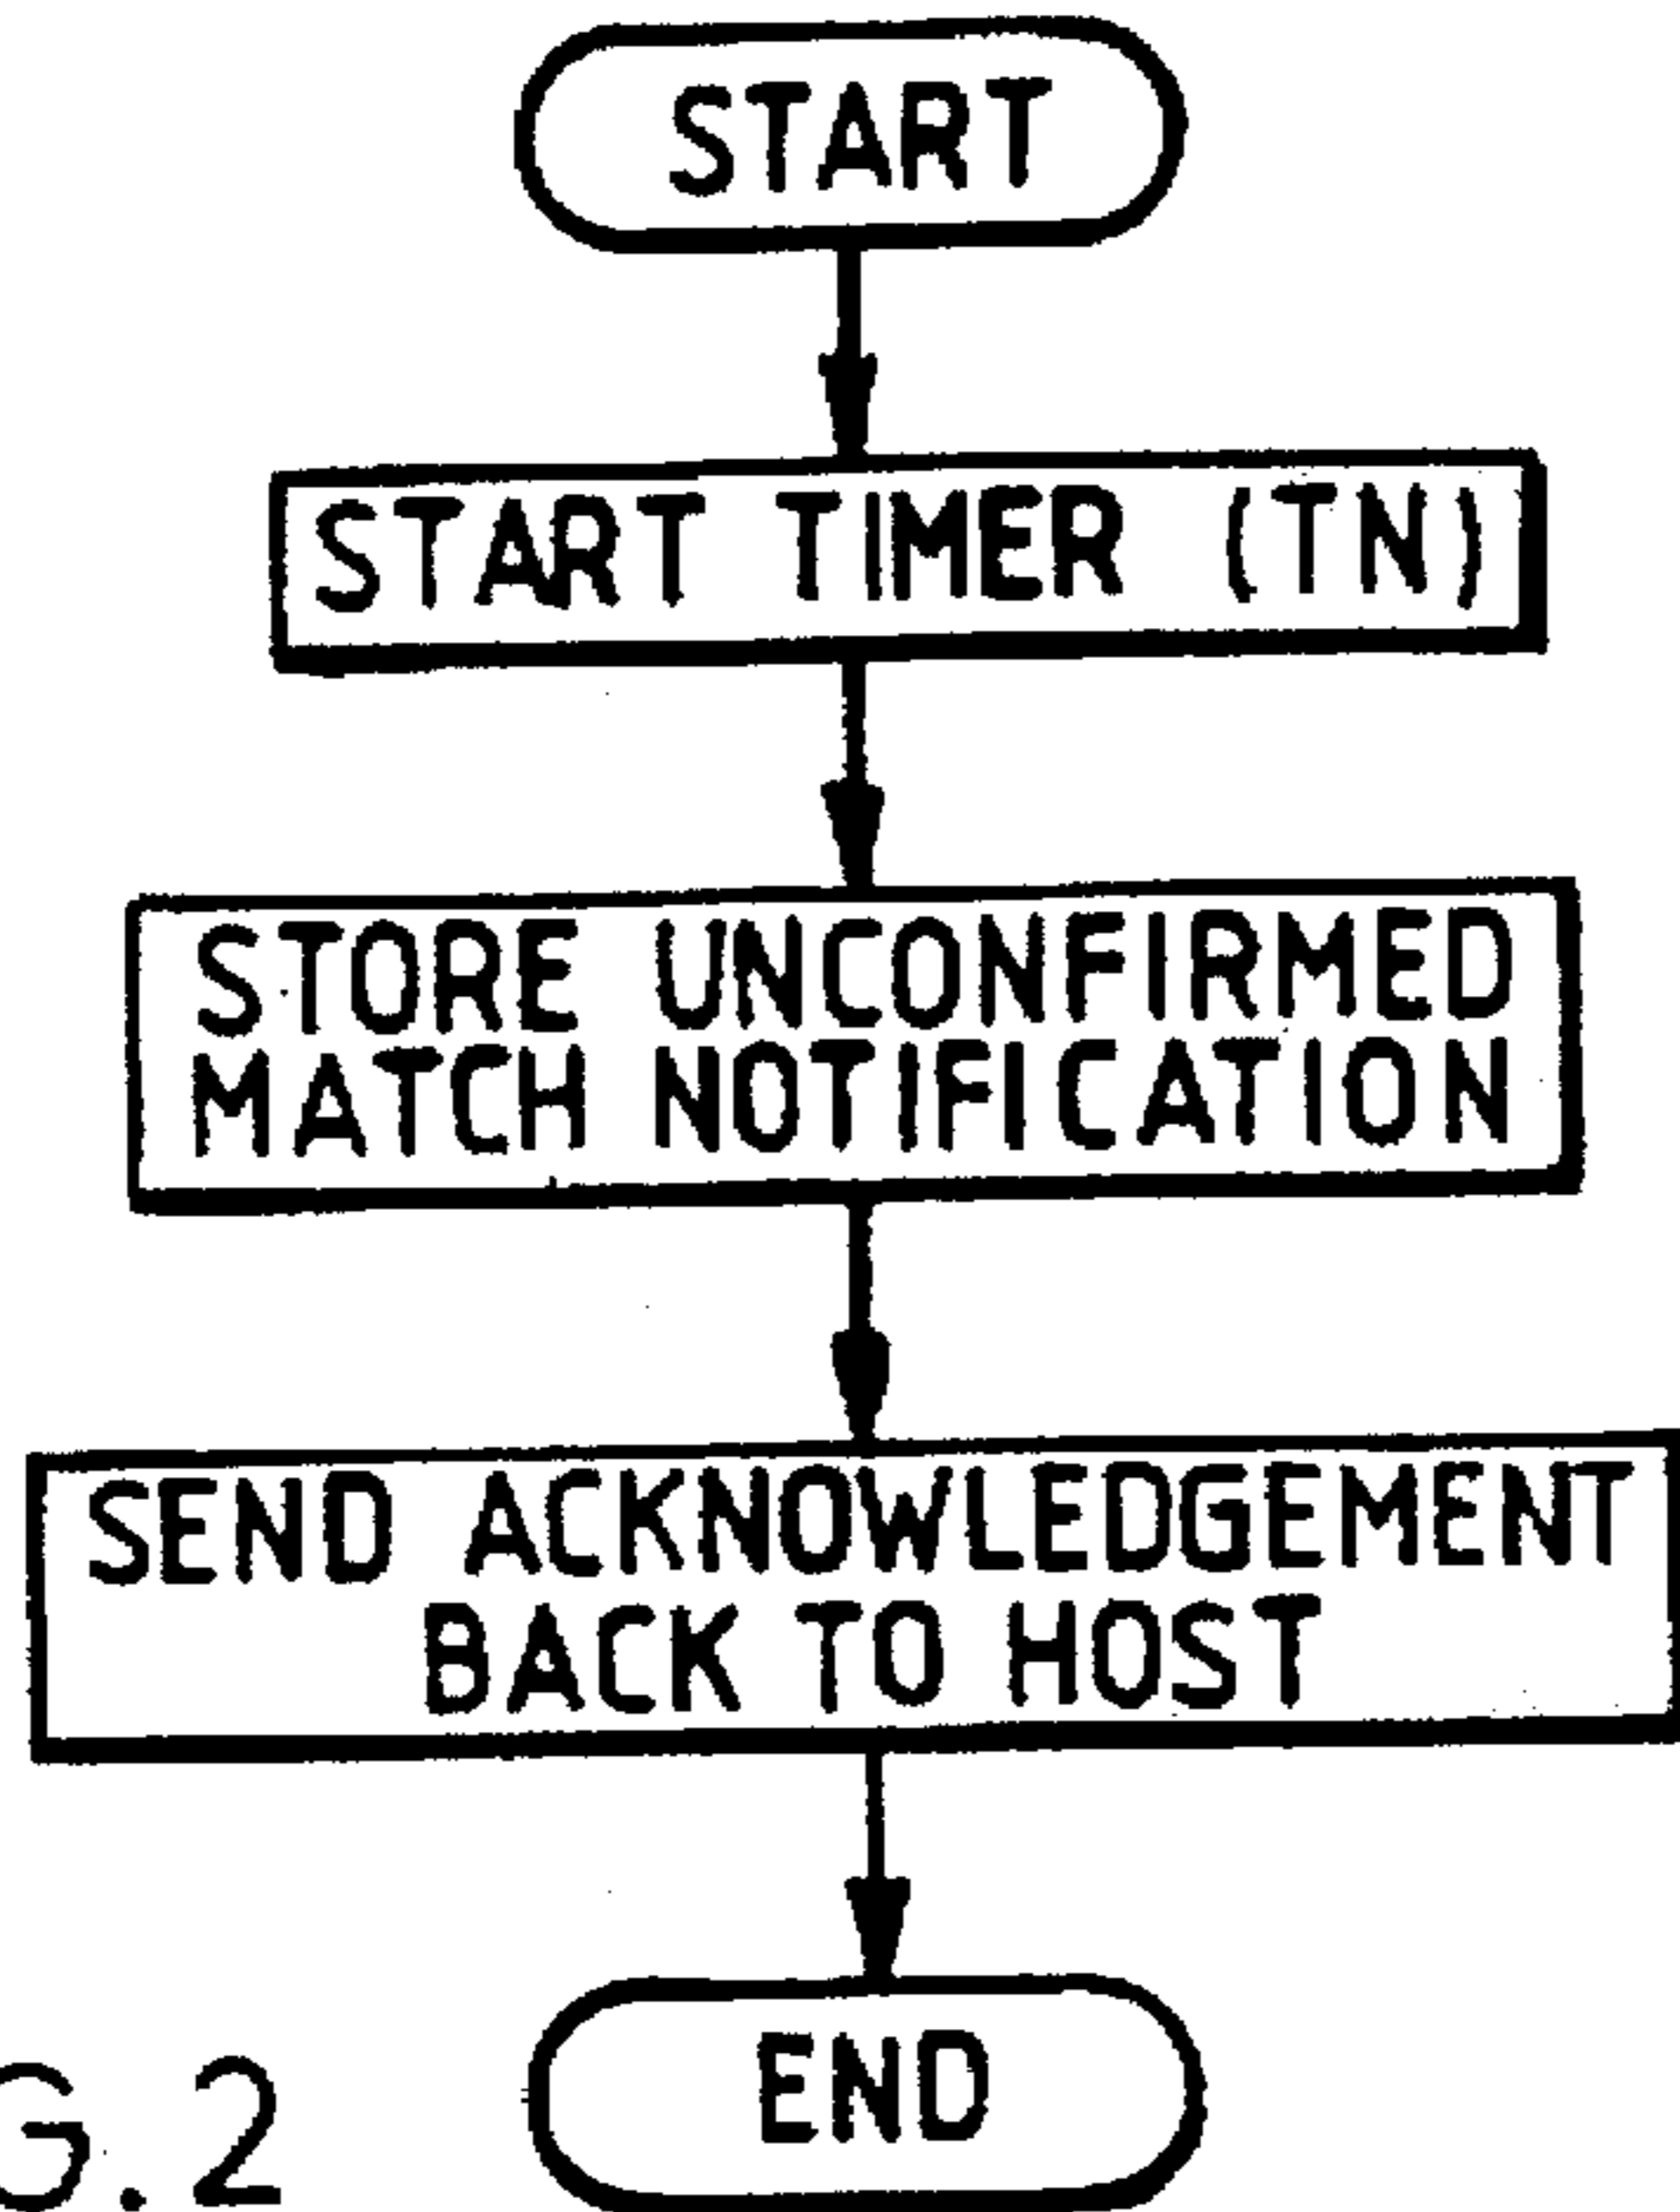 START
START TIMER (TN)
STORE UNCONFIRMED
MATCH NOTIFICATION
SEND ACKNOWLEDGEMENT
BACK TO HOST
END
G.2